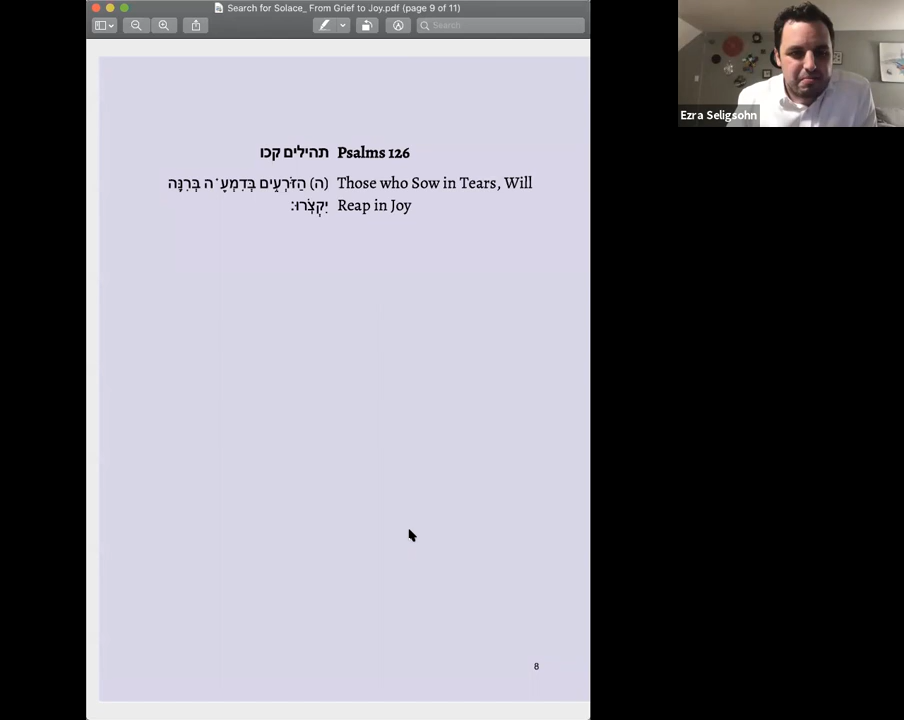 Search for Solace_ From Grief to Joy.pdf (page 9 of 11)
Search
Ezra Seligsohn
תהילים קכו
Psalms 126
(ה) הַזֹּרְעִ֥ים בְּדִמְעָ֗ה בְּרִנָּ֥ה
יִקְצֹֽרוּ׃
Those who Sow in Tears, Will
Reap in Joy
8